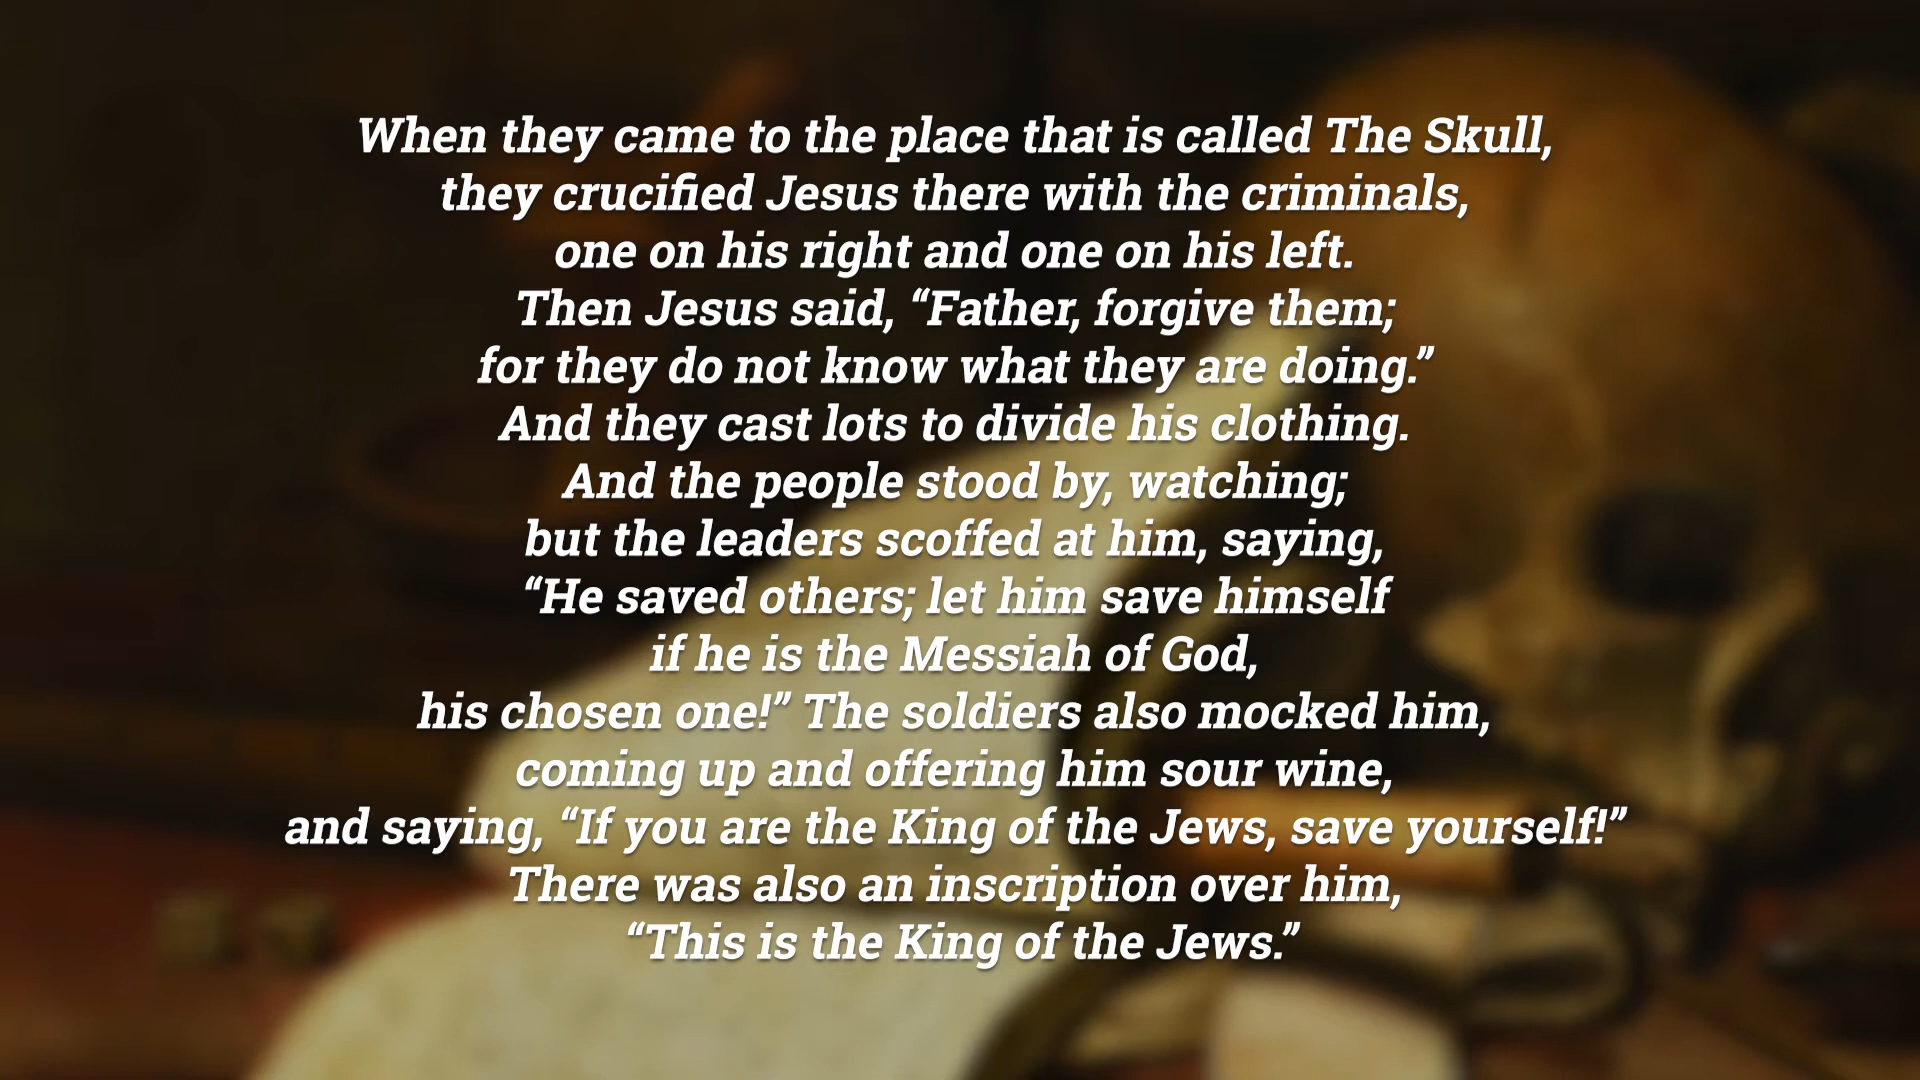 When they came to the place that is called The Skull,
they crucified Jesus there with the criminals,
one on his right and one on his left.
Then Jesus said, “Father, forgive them;
for they do not know what they are doing.”
And they cast lots to divide his clothing.
And the people stood by, watching;
but the leaders scoffed at him, saying,
“He saved others; let him save himself
if he is the Messiah of God,
his chosen one!” The soldiers also mocked him,
coming up and offering him sour wine,
and saying, “If you are the King of the Jews, save yourself!”
There was also an inscription over him,
“This is the King of the Jews.”